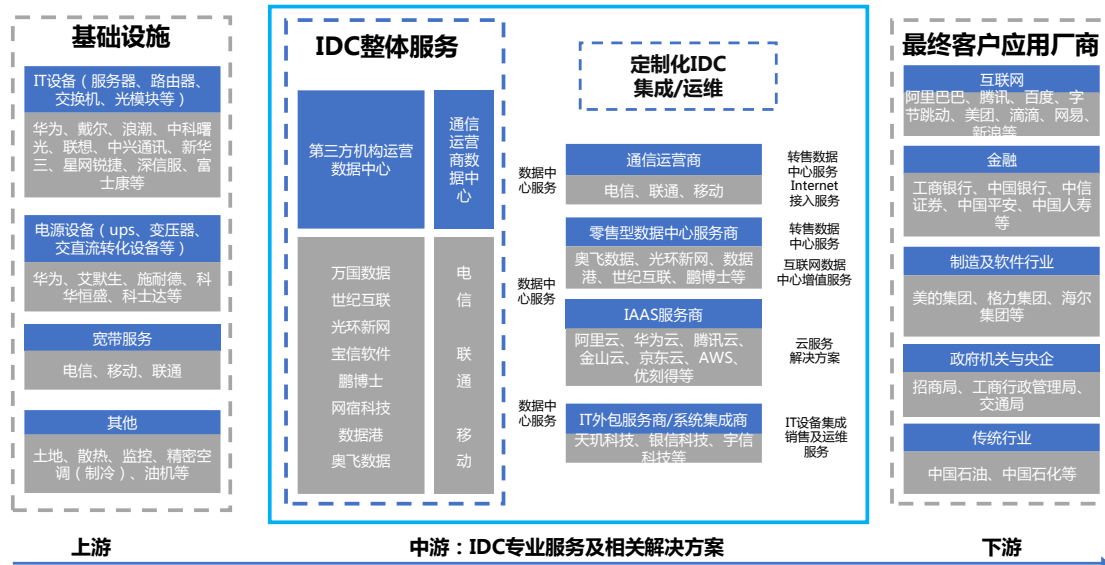 基础设施
IT设备（服务器、路由器、
交换机、光模块等）
华为、戴尔、浪潮、中科曙
光、联想、中兴通讯、新华
三、星网锐捷、深信服、富
士康等
电源设备（ups、变压器、
交直流转化设备等）
华为、艾默生、施耐德、科
华恒盛、科士达等
宽带服务
电信、移动、联通
其他
土地、散热、监控、精密空
调（制冷）、油机等
IDC整体服务
第三方机构运营
数据中心
通信
运营
商数
据中
心
万国数据
世纪互联
光环新网
宝信软件
鹏博士
网宿科技
数据港
奥飞数据
电
信
联
通
移
动
定制化IDC
集成/运维
数据中
心服务
通信运营商
电信、联通、移动
转售数据
中心服务
Internet
接入服务
数据中
心服务
零售型数据中心服务商
奥飞数据、光环新网、数据
港、世纪互联、鹏博士等
转售数据
中心服务
互联网数据
中心增值服务
IAAS服务商
阿里云、华为云、腾讯云、
金山云、京东云、AWS、
优刻得等
云服务
解决方案
数据中
心服务
IT外包服务商/系统集成商
天玑科技、银信科技、宇信
科技等
IT设备集成
销售及运维
服务
最终客户应用厂商
互联网
阿里巴巴、腾讯、百度、字
节跳动、美团、滴滴、网易、
新浪等
金融
工商银行、中国银行、中信
证券、中国平安、中国人寿
等
制造及软件行业
美的集团、格力集团、海尔
集团等
政府机关与央企
招商局、工商行政管理局、
交通局
传统行业
中国石油、中国石化等
上游
中游：IDC专业服务及相关解决方案
下游